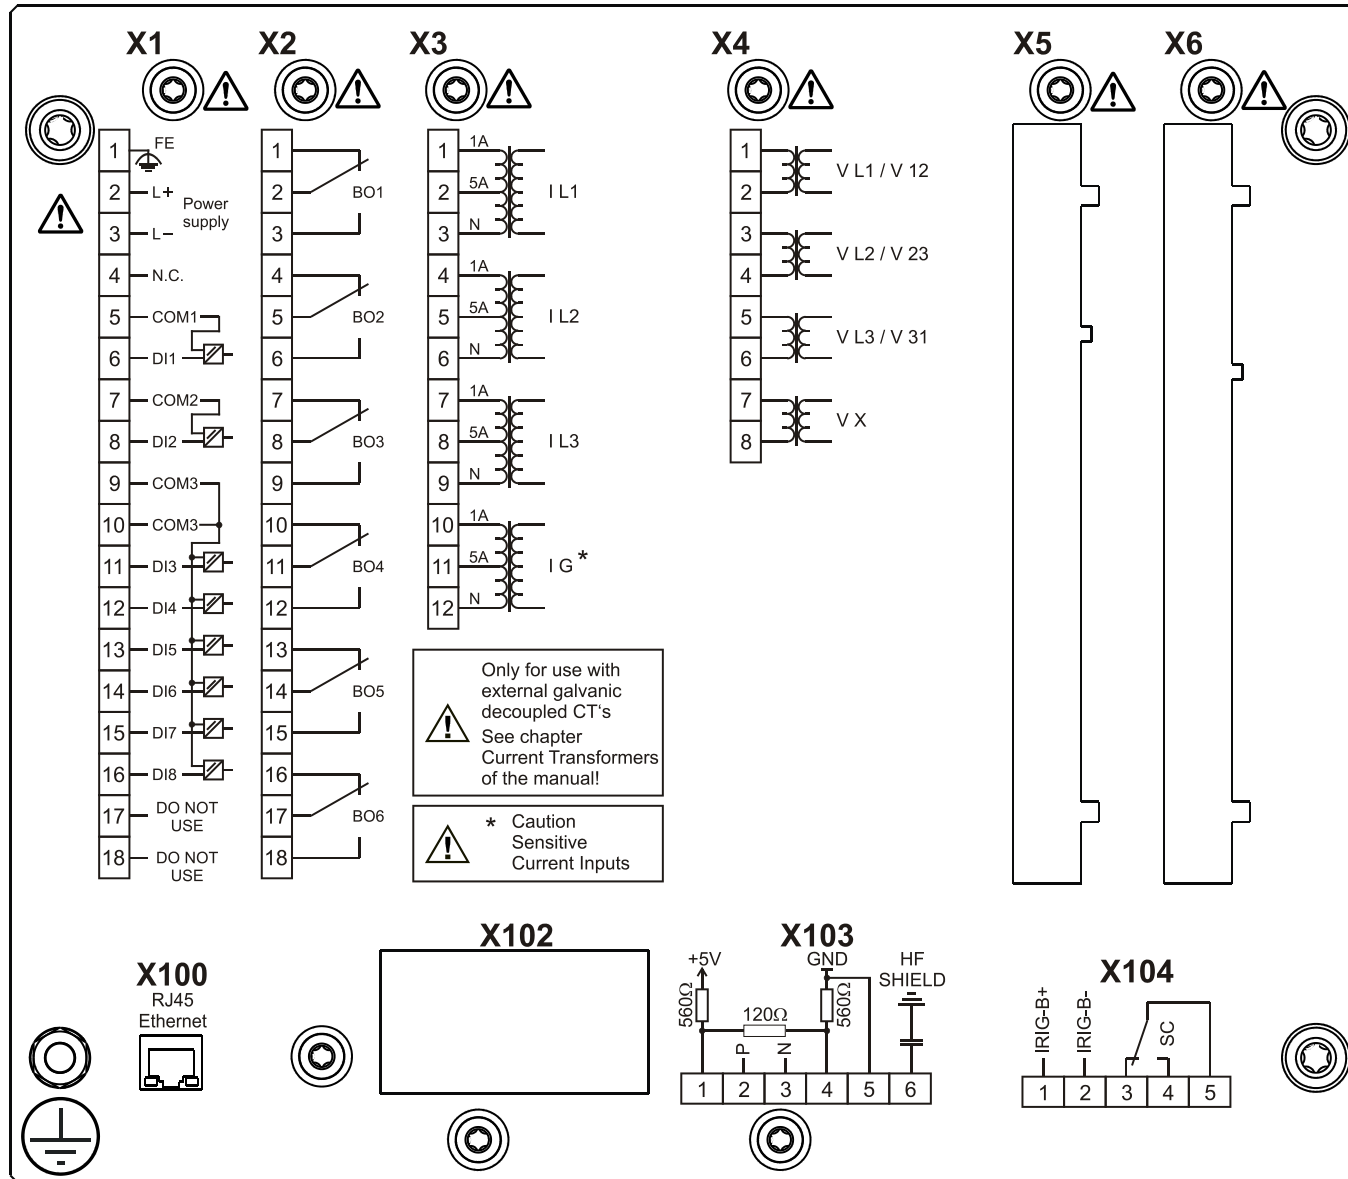 X1
X2
X3
X4
X5
X6
1 FE
2 L+
Power
supply
3 L-
4 N.C.
5 COM1
6 DI1
7 COM2
8 DI2
9 COM3
10 COM3
11 DI3
12 DI4
13 DI5
14 DI6
15 DI7
16 DI8
17 DO NOT
USE
18 DO NOT
USE
1
2 BO1
3
4
5 BO2
6
7
8 BO3
9
10
11 BO4
12
13
14 BO5
15
16
17 BO6
18
1 1A
2 5A I L1
3 N
4 1A
5 5A I L2
6 N
7 1A
8 5A I L3
9 N
10 1A
11 5A I G *
12 N
1
V L1 / V 12
2
3
V L2 / V 23
4
5
V L3 / V 31
6
7
V X
8
Only for use with
external galvanic
decoupled CT‘s
See chapter
Current Transformers
of the manual!
* Caution
Sensitive
Current Inputs
X100
RJ45
Ethernet
X102
X103
+5V
GND
HF
SHIELD
560Ω
120Ω
560Ω
P
N
1 2 3 4 5 6
X104
IRIG-B+
IRIG-B-
SC
1 2 3 4 5